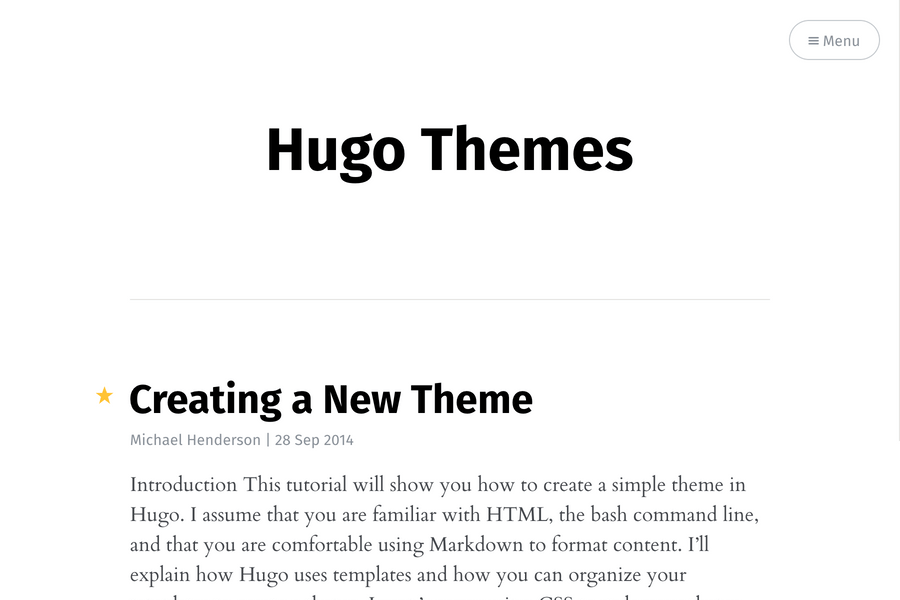 Menu
Hugo Themes
Creating a New Theme
Michael Henderson | 28 Sep 2014
Introduction This tutorial will show you how to create a simple theme in
Hugo. I assume that you are familiar with HTML, the bash command line,
and that you are comfortable using Markdown to format content. I’ll
explain how Hugo uses templates and how you can organize your